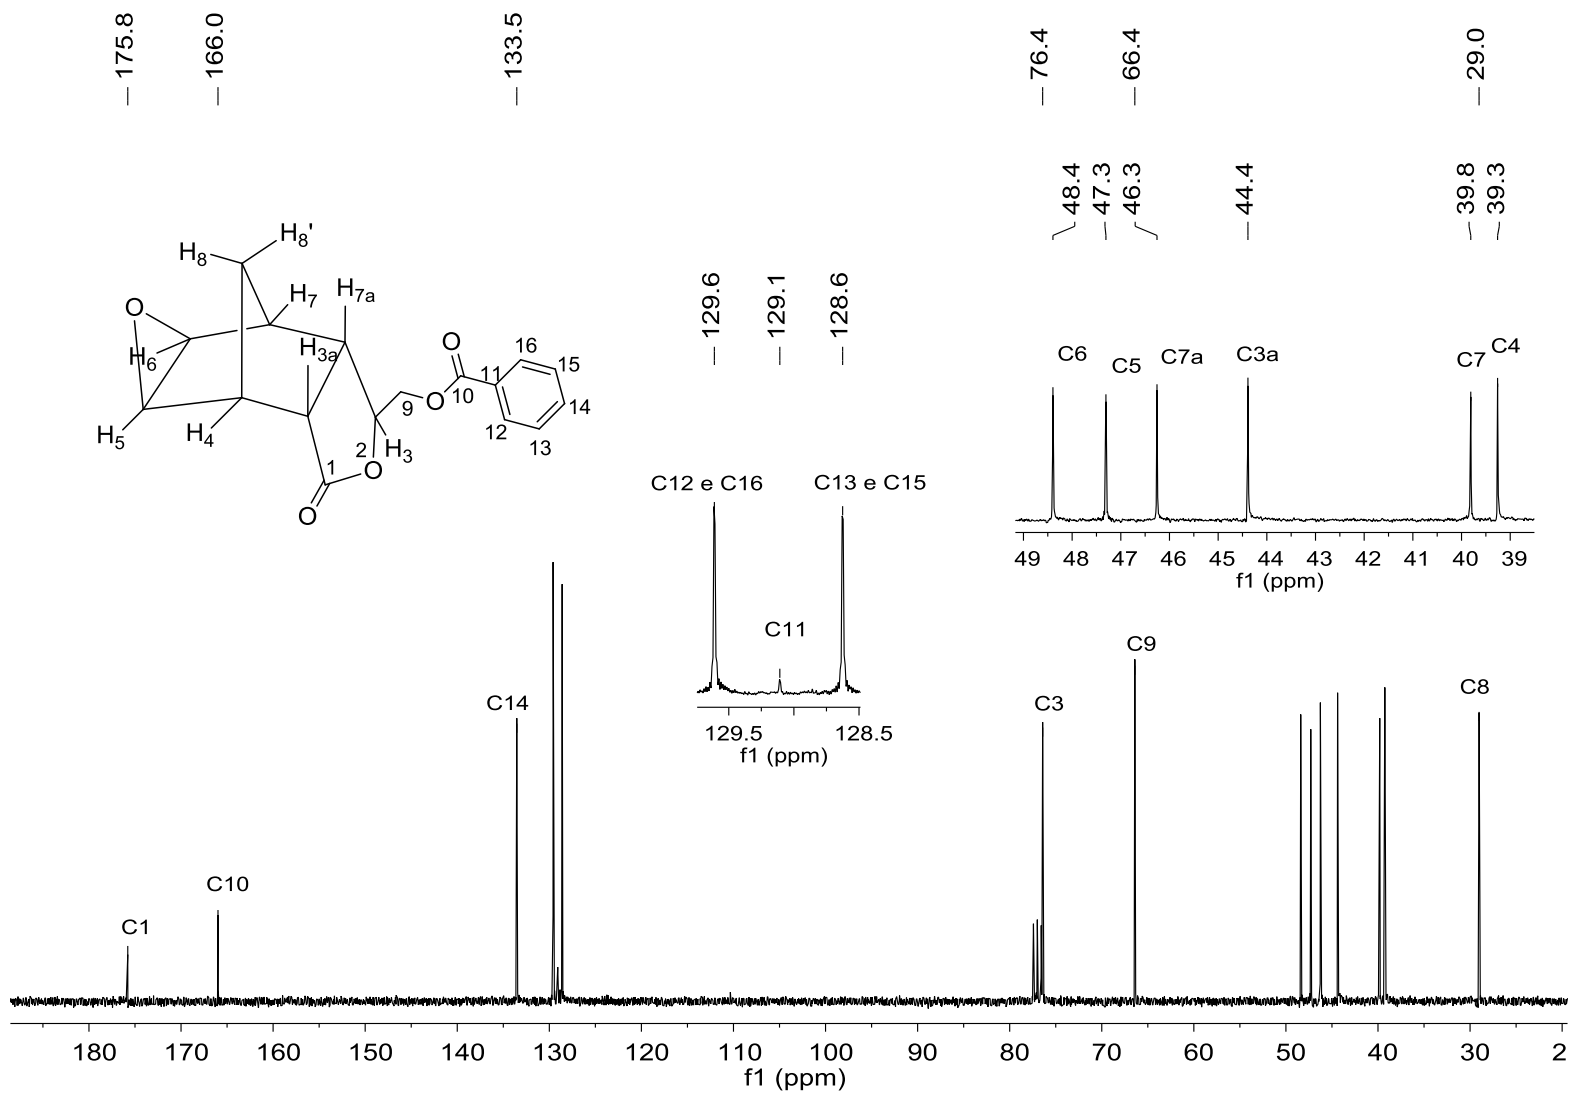 175.8
166.0
133.5
76.4
66.4
29.0
48.4
47.3
46.3
44.4
39.8
39.3
129.6
129.1
128.6
H8
H8'
O
H7
H7a
H6
H3a
O
16
15
11
10
14
9
O
12
13
H5
H4
H3
2
1
O
O
C6
C5
C7a
C3a
C7
C4
49 48 47 46 45 44 43 42 41 40 39
f1 (ppm)
C12 e C16
C13 e C15
C11
129.5 128.5
f1 (ppm)
C14
C3
C9
C8
C10
C1
180 170 160 150 140 130 120 110 100 90 80 70 60 50 40 30 2
f1 (ppm)